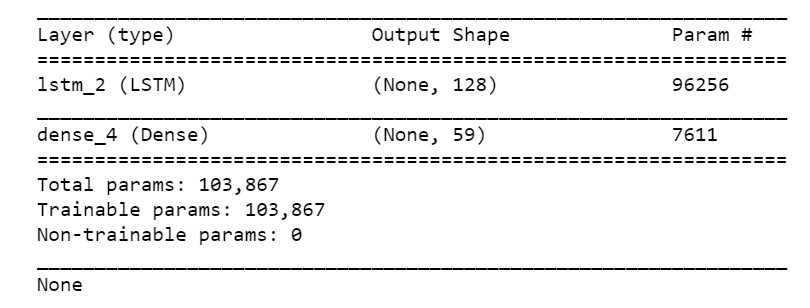 _________________________________________________________________
Layer (type)                 Output Shape              Param #
=================================================================
lstm_2 (LSTM)                (None, 128)               96256
_________________________________________________________________
dense_4 (Dense)              (None, 59)                7611
=================================================================
Total params: 103,867
Trainable params: 103,867
Non-trainable params: 0
_________________________________________________________________
None